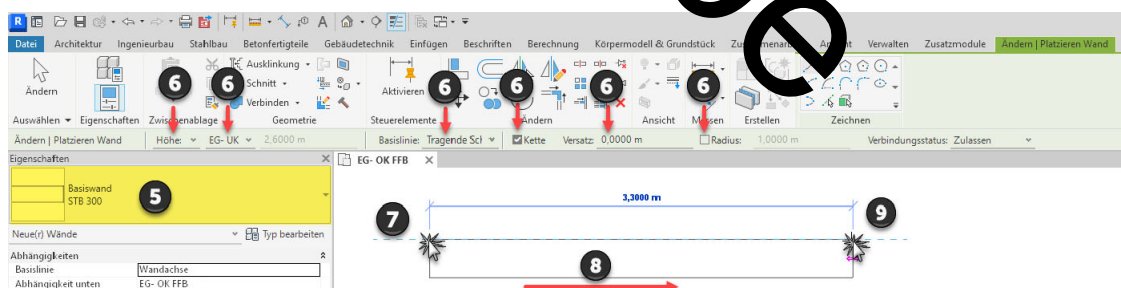 Datei Architektur Ingenieurbau Stahlbau Betonfertigteile Gebäudetechnik Einfügen Beschriften Berechnung Körpermodell & Grundstück Verwalten Zusatzmodule Ändern | Platzieren Wand
Ändern Ausklinkung Aktivieren
6 6 Schnitt 6 6 6 6
Verbinden
Auswählen Eigenschaften Zwischenablage Geometrie Steuerelemente Ändern Ansicht Messen Erstellen Zeichnen
Ändern | Platzieren Wand Höhe: EG- UK 2,6000 m Basislinie: Tragende Scl Kette Versatz: 0,0000 m Radius: 1,0000 m Verbindungsstatus: Zulassen
Eigenschaften X EG- OK FFB X
Basiswand
STB 300
5
3,3000 m
7 9
Neue(r) Wände Typ bearbeiten
Abhängigkeiten
Basislinie Wandachse
8
Abhängigkeit unten EG- OK FFB